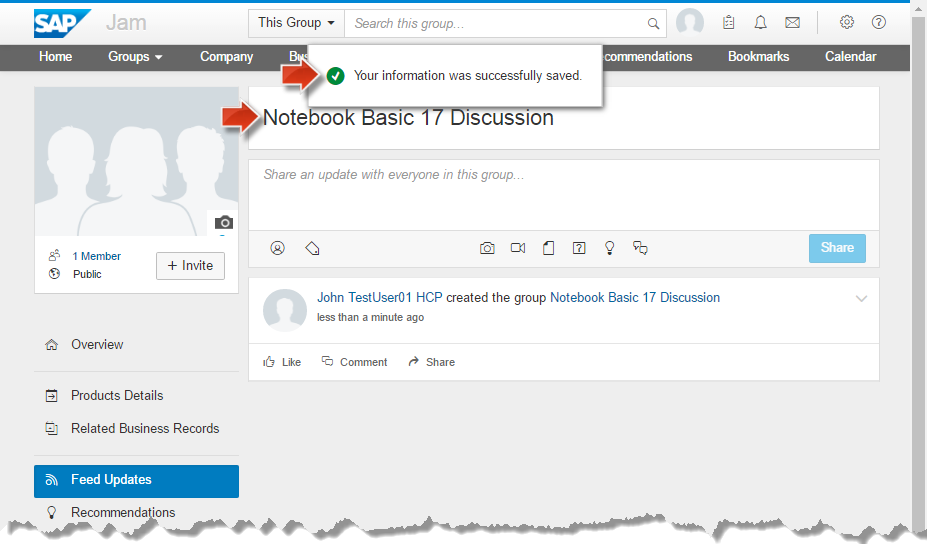 SAP Jam
This Group
Search this group...
Home Groups Company Bus commendations Bookmarks Calendar
Your information was successfully saved.
Notebook Basic 17 Discussion
Share an update with everyone in this group...
Share
1 Member
Public
+ Invite
John TestUser01 HCP created the group Notebook Basic 17 Discussion
less than a minute ago
Like Comment Share
Overview
Products Details
Related Business Records
Feed Updates
Recommendations